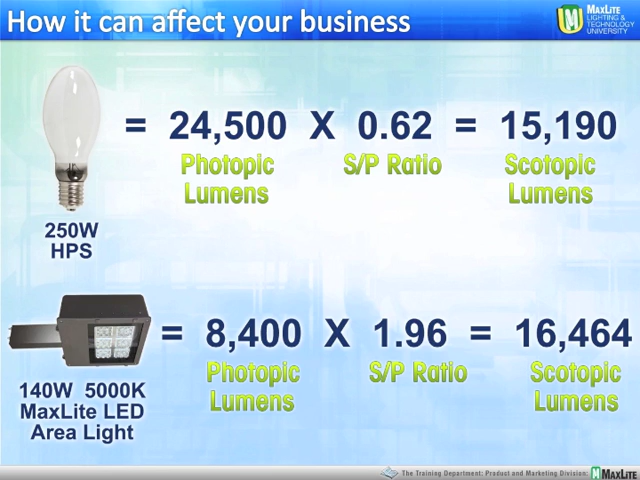 How it can affect your business
MAXLITE
LIGHTING &
TECHNOLOGY
UNIVERSITY
= 24,500 X 0.62 = 15,190
Photopic Lumens S/P Ratio Scotopic Lumens
250W
HPS
= 8,400 X 1.96 = 16,464
Photopic Lumens S/P Ratio Scotopic Lumens
140W 5000K
MaxLite LED
Area Light
The Training Department: Product and Marketing Division: MAXLITE